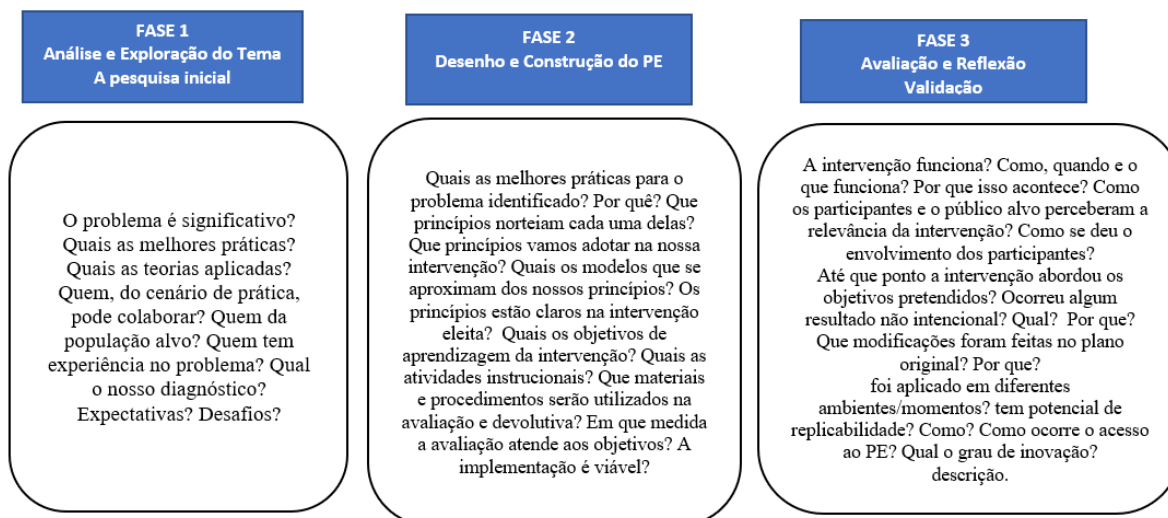 FASE 1
Análise e Exploração do Tema
A pesquisa inicial
O problema é significativo?
Quais as melhores práticas?
Quais as teorias aplicadas?
Quem, do cenário de prática,
pode colaborar? Quem da
população alvo? Quem tem
experiência no problema? Qual
o nosso diagnóstico?
Expectativas? Desafios?
FASE 2
Desenho e Construção do PE
Quais as melhores práticas para o
problema identificado? Por quê? Que
princípios norteiam cada uma delas?
Que princípios vamos adotar na nossa
intervenção? Quais os modelos que se
aproximam dos nossos princípios? Os
princípios estão claros na intervenção
eleita? Quais os objetivos de
aprendizagem da intervenção? Quais as
atividades instrucionais? Que materiais
e procedimentos serão utilizados na
avaliação e devolutiva? Em que medida
a avaliação atende aos objetivos? A
implementação é viável?
FASE 3
Avaliação e Reflexão
Validação
A intervenção funciona? Como, quando e o
que funciona? Por que isso acontece? Como
os participantes e o público alvo perceberam a
relevância da intervenção? Como se deu o
envolvimento dos participantes?
Até que ponto a intervenção abordou os
objetivos pretendidos? Ocorreu algum
resultado não intencional? Qual? Por que?
Que modificações foram feitas no plano
original? Por que?
foi aplicado em diferentes
ambientes/momentos? tem potencial de
replicabilidade? Como? Como ocorre o acesso
ao PE? Qual o grau de inovação?
descrição.